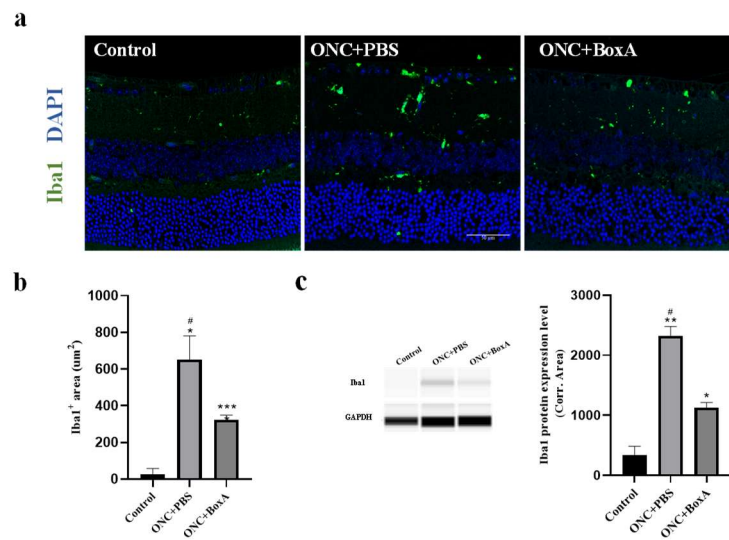 a
Control
ONC+PBS
ONC+BoxA
Iba1 DAPI
50 μm
b
Iba1+ area (um²)
800
600
400
200
0
#
*
***
*
Control
ONC+PBS
ONC+BoxA
c
Control
ONC+PBS
ONC+BoxA
Iba1
GAPDH
Iba1 protein expression level
(Corr. Area)
3000
2000
1000
0
#
**
*
Control
ONC+PBS
ONC+BoxA